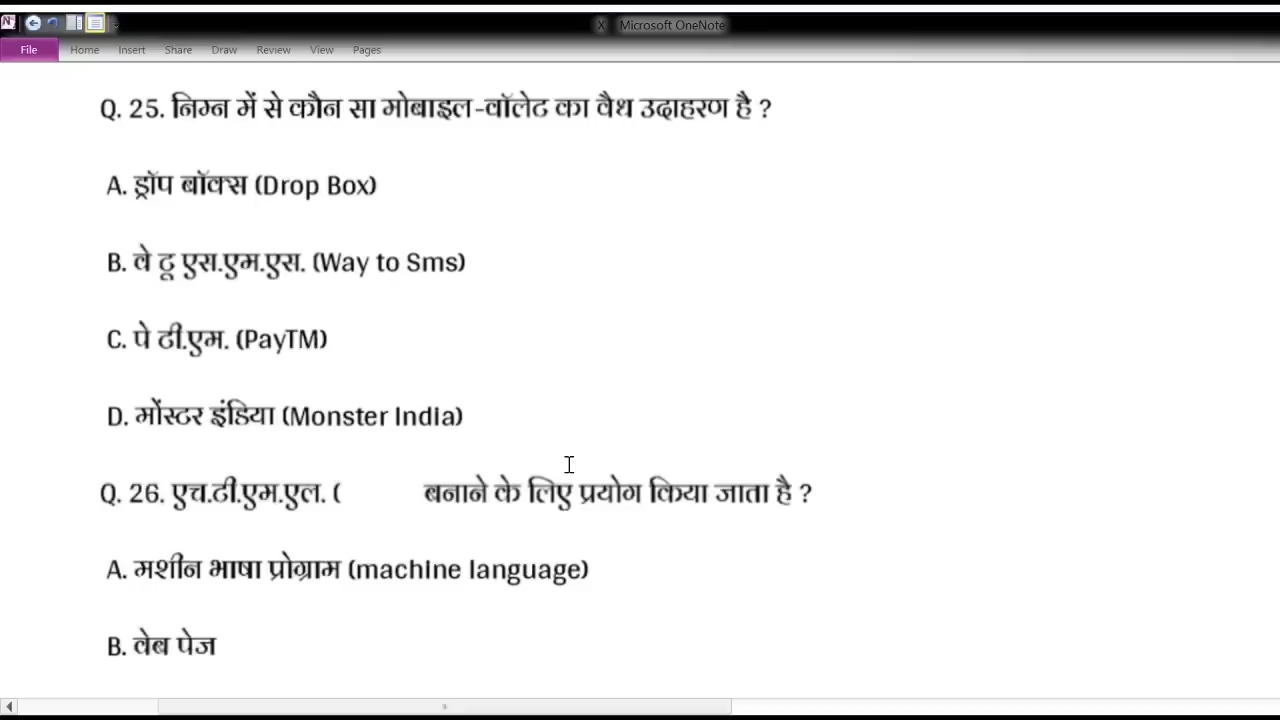 X Microsoft OneNote
File Home Insert Share Draw Review View Pages
Q. 25. निम्न में से कौन सा मोबाइल-वॉलेट का वैध उदाहरण है ?
A. ड्रॉप बॉक्स (Drop Box)
B. वे टू एस.एम.एस. (Way to Sms)
C. पे टी.एम. (PayTM)
D. मोंस्टर इंडिया (Monster India)
Q. 26. एच.टी.एम.एल. ( बनाने के लिए प्रयोग किया जाता है ?
A. मशीन भाषा प्रोग्राम (machine language)
B. वेब पेज